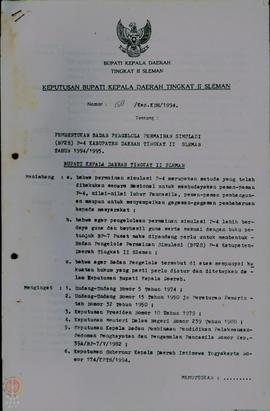 BUPATI KEPALA DAERAH
TINGKAT II SLEMAN
KEPUTUSAN BUPATI KEPALA DAERAH TINGKAT II SLEMAN
Nomor : /Kep.KDH/1994.
Tentang :
PEMBENTUKAN BADAN PENGELOLA PERMAINAN SIMULASI
(BP2S) P-4 KABUPATEN DAERAH TINGKAT II SLEMAN
TAHUN 1994/1995.
BUPATI KEPALA DAERAH TINGKAT II SLEMAN
Menimbang : a. bahwa permainan simulasi P-4 merupakan metode yang telah
dibakukan secara Nasional untuk membudayakan pesan-pesan
P-4, nilai-nilai luhur Pancasila, pesan-pesan pembangun-
an maupun untuk menyampaikan gagasan-gagasan pembaharuan
kepada masyarakat ;
b. bahwa agar pengelolaan permainan simulasi P-4 lebih ber-
daya guna dan berhasil guna serta sesuai dengan buku pe-
tunjuk BP-7 Pusat maka dipandang perlu untuk membentuk -
Badan Pengelola Permainan Simulasi (BP2S) P-4 Kabupaten-
Daerah Tingkat II Sleman ;
c. bahwa agar Badan Pengelola tersebut di atas mempunyai ke
kuatan hukum yang pasti perlu diatur dan ditetapkan de-
ngan Keputusan Bupati Kepala Daerah.
Mengingat : 1. Undang-Undang Nomor 5 Tahun 1974 ;
2. Undang-Undang Nomor 15 Tahun 1950 jo Peraturan Pemerin-
tah Nomor 32 Tahun 1950 ;
3. Keputusan Presiden Nomor 10 Tahun 1979 ;
4. Keputusan Menteri Dalam Negeri Nomor 239 Tahun 1980 ;
5. Keputusan Kepala Badan Pembinaan Pendidikan Pelaksanaan-
Pedoman Penghayatan dan Pengamalan Pancasila Nomor Kep.
/BP-7/V/1982 ;
6. Keputusan Gubernur Kepala Daerah Istimewa Yogyakarta No-
mor 174/KPTS/1994.
MEMUTUSKAN :